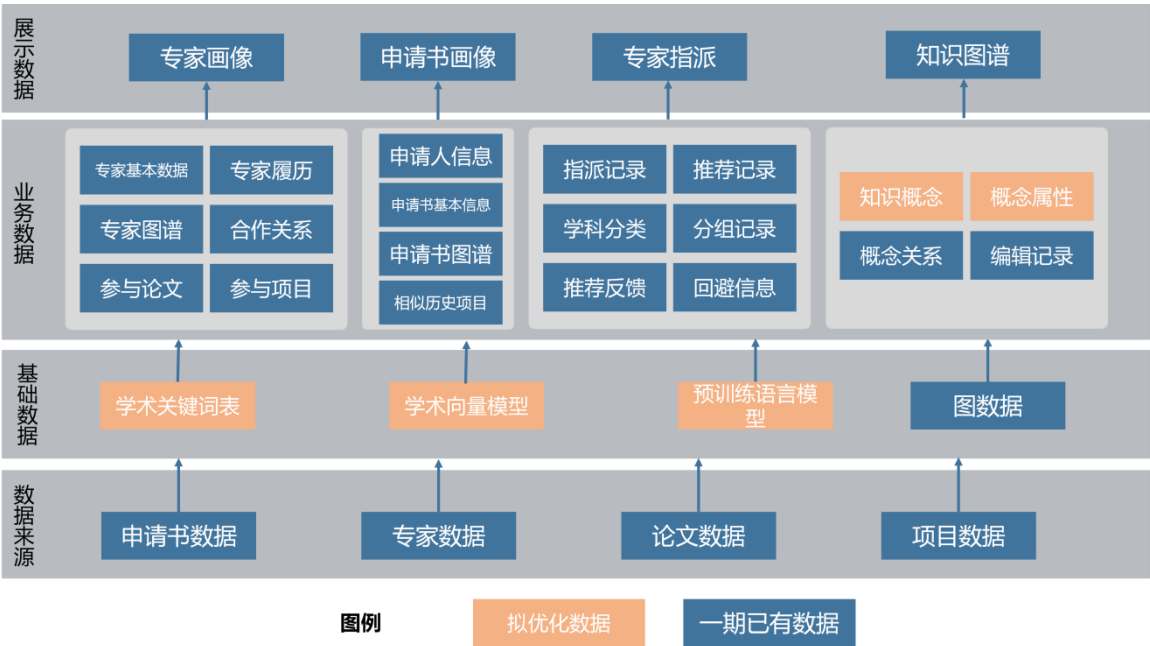 展示数据
专家画像
申请书画像
专家指派
知识图谱
业务数据
专家基本数据
专家履历
专家图谱
合作关系
参与论文
参与项目
申请人信息
申请书基本信息
申请书图谱
相似历史项目
指派记录
推荐记录
学科分类
分组记录
推荐反馈
回避信息
知识概念
概念属性
概念关系
编辑记录
基础数据
学术关键词表
学术向量模型
预训练语言模
型
图数据
数据来源
申请书数据
专家数据
论文数据
项目数据
图例
拟优化数据
一期已有数据